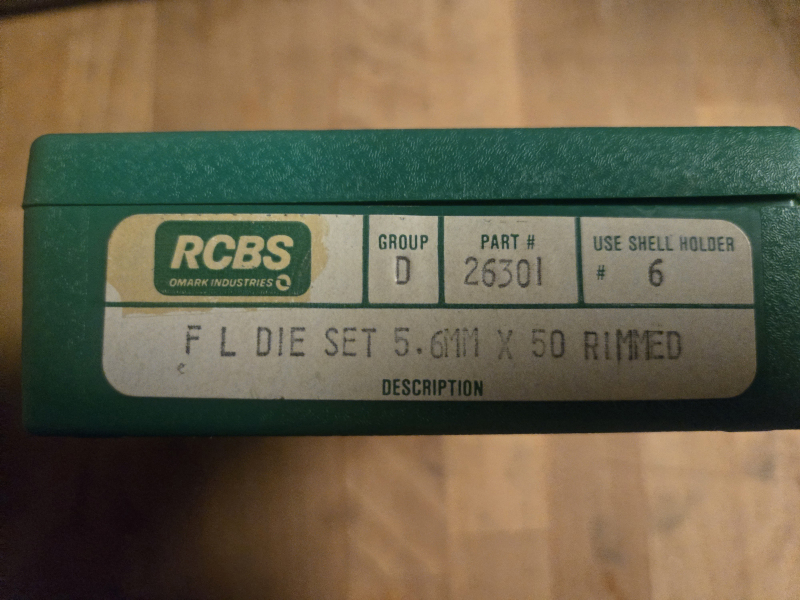 RCBS
OMARK INDUSTRIES
GROUP
D
PART #
26301
USE SHELL HOLDER
# 6
F L DIE SET 5.6MM X 50 RIMMED
DESCRIPTION